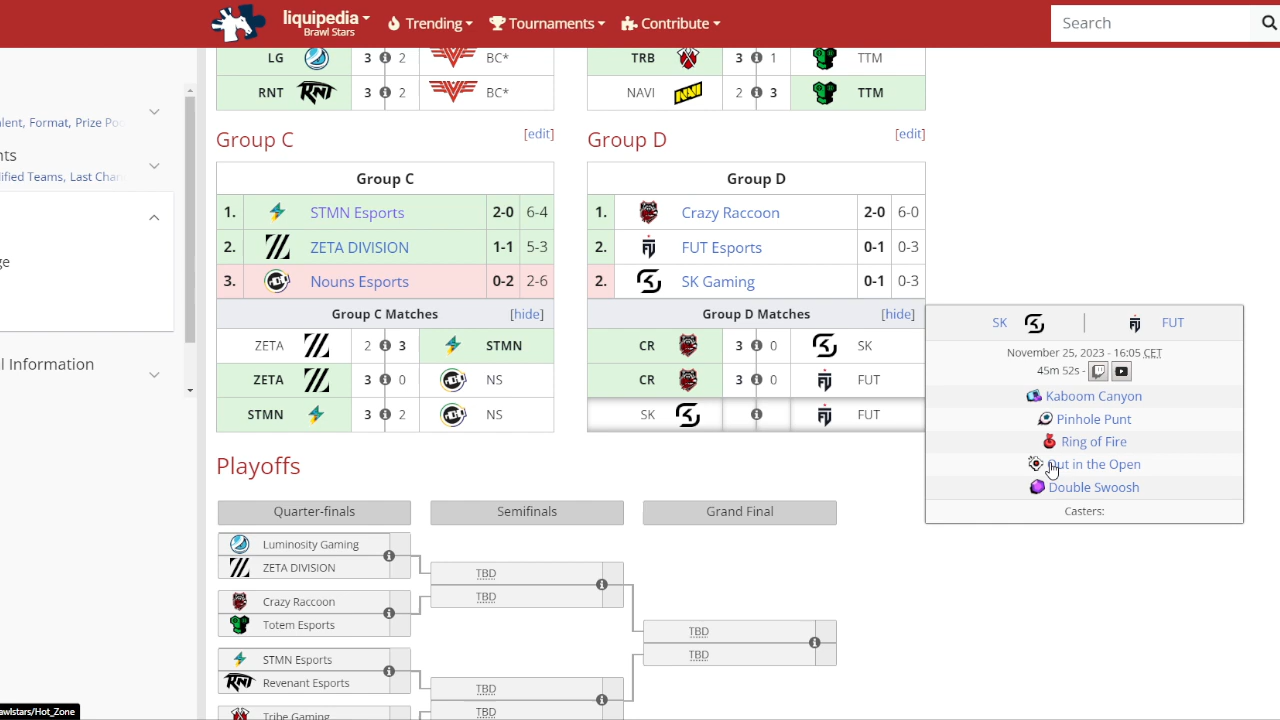 liquipedia
Brawl Stars
Trending
Tournaments
Contribute
Search
LG 3 2 BC*
RNT 3 2 BC*
TRB 3 1 TTM
NAVI 2 3 TTM
Group C [edit]
Group D [edit]
Group C
1. STMN Esports 2-0 6-4
2. ZETA DIVISION 1-1 5-3
3. Nouns Esports 0-2 2-6
Group C Matches [hide]
ZETA 2 3 STMN
ZETA 3 0 NS
STMN 3 2 NS
Group D
1. Crazy Raccoon 2-0 6-0
2. FUT Esports 0-1 0-3
2. SK Gaming 0-1 0-3
Group D Matches [hide]
CR 3 0 SK
CR 3 0 FUT
SK FUT
SK FUT
November 25, 2023 - 16:05 CET
45m 52s -
Kaboom Canyon
Pinhole Punt
Ring of Fire
Out in the Open
Double Swoosh
Casters:
Playoffs
Quarter-finals
Semifinals
Grand Final
Luminosity Gaming
ZETA DIVISION
Crazy Raccoon
Totem Esports
STMN Esports
Revenant Esports
Tribe Gaming
TBD
TBD
TBD
TBD
TBD
TBD
alent, Format, Prize Poo
nts
ified Teams, Last Chan
ge
l Information
awlstars/Hot_Zone